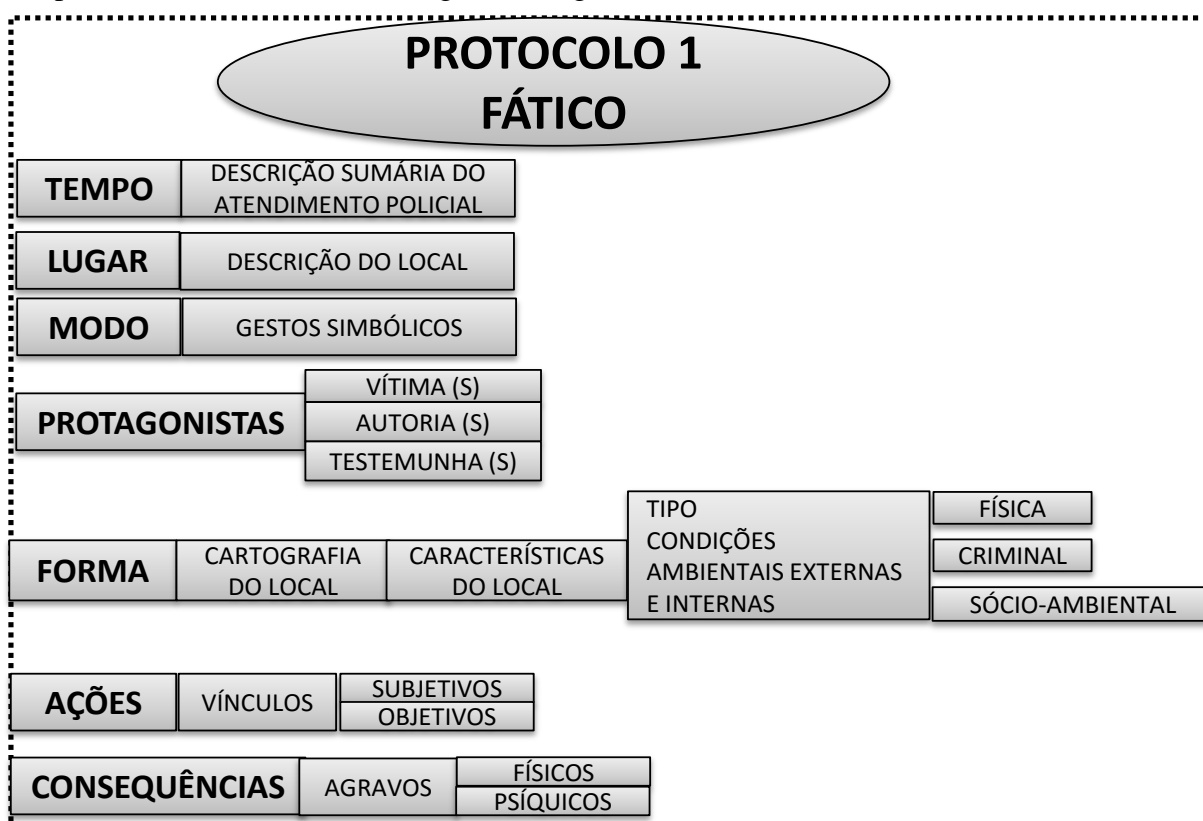 PROTOCOLO 1
FÁTICO
TEMPO
DESCRIÇÃO SUMÁRIA DO
ATENDIMENTO POLICIAL
LUGAR
DESCRIÇÃO DO LOCAL
MODO
GESTOS SIMBÓLICOS
PROTAGONISTAS
VÍTIMA (S)
AUTORIA (S)
TESTEMUNHA (S)
FORMA
CARTOGRAFIA
DO LOCAL
CARACTERÍSTICAS
DO LOCAL
TIPO
CONDIÇÕES
AMBIENTAIS EXTERNAS
E INTERNAS
FÍSICA
CRIMINAL
SÓCIO-AMBIENTAL
AÇÕES
VÍNCULOS
SUBJETIVOS
OBJETIVOS
CONSEQUÊNCIAS
AGRAVOS
FÍSICOS
PSÍQUICOS